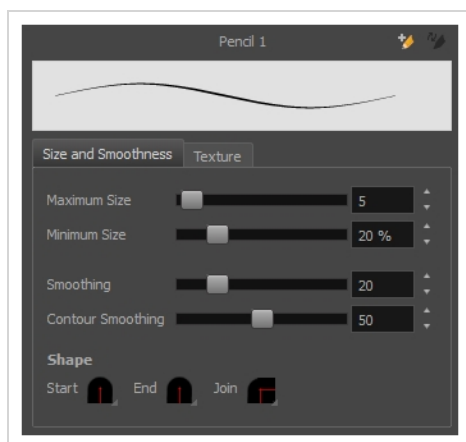 Pencil 1
Size and Smoothness Texture
Maximum Size 5
Minimum Size 20 %
Smoothing 20
Contour Smoothing 50
Shape
Start End Join